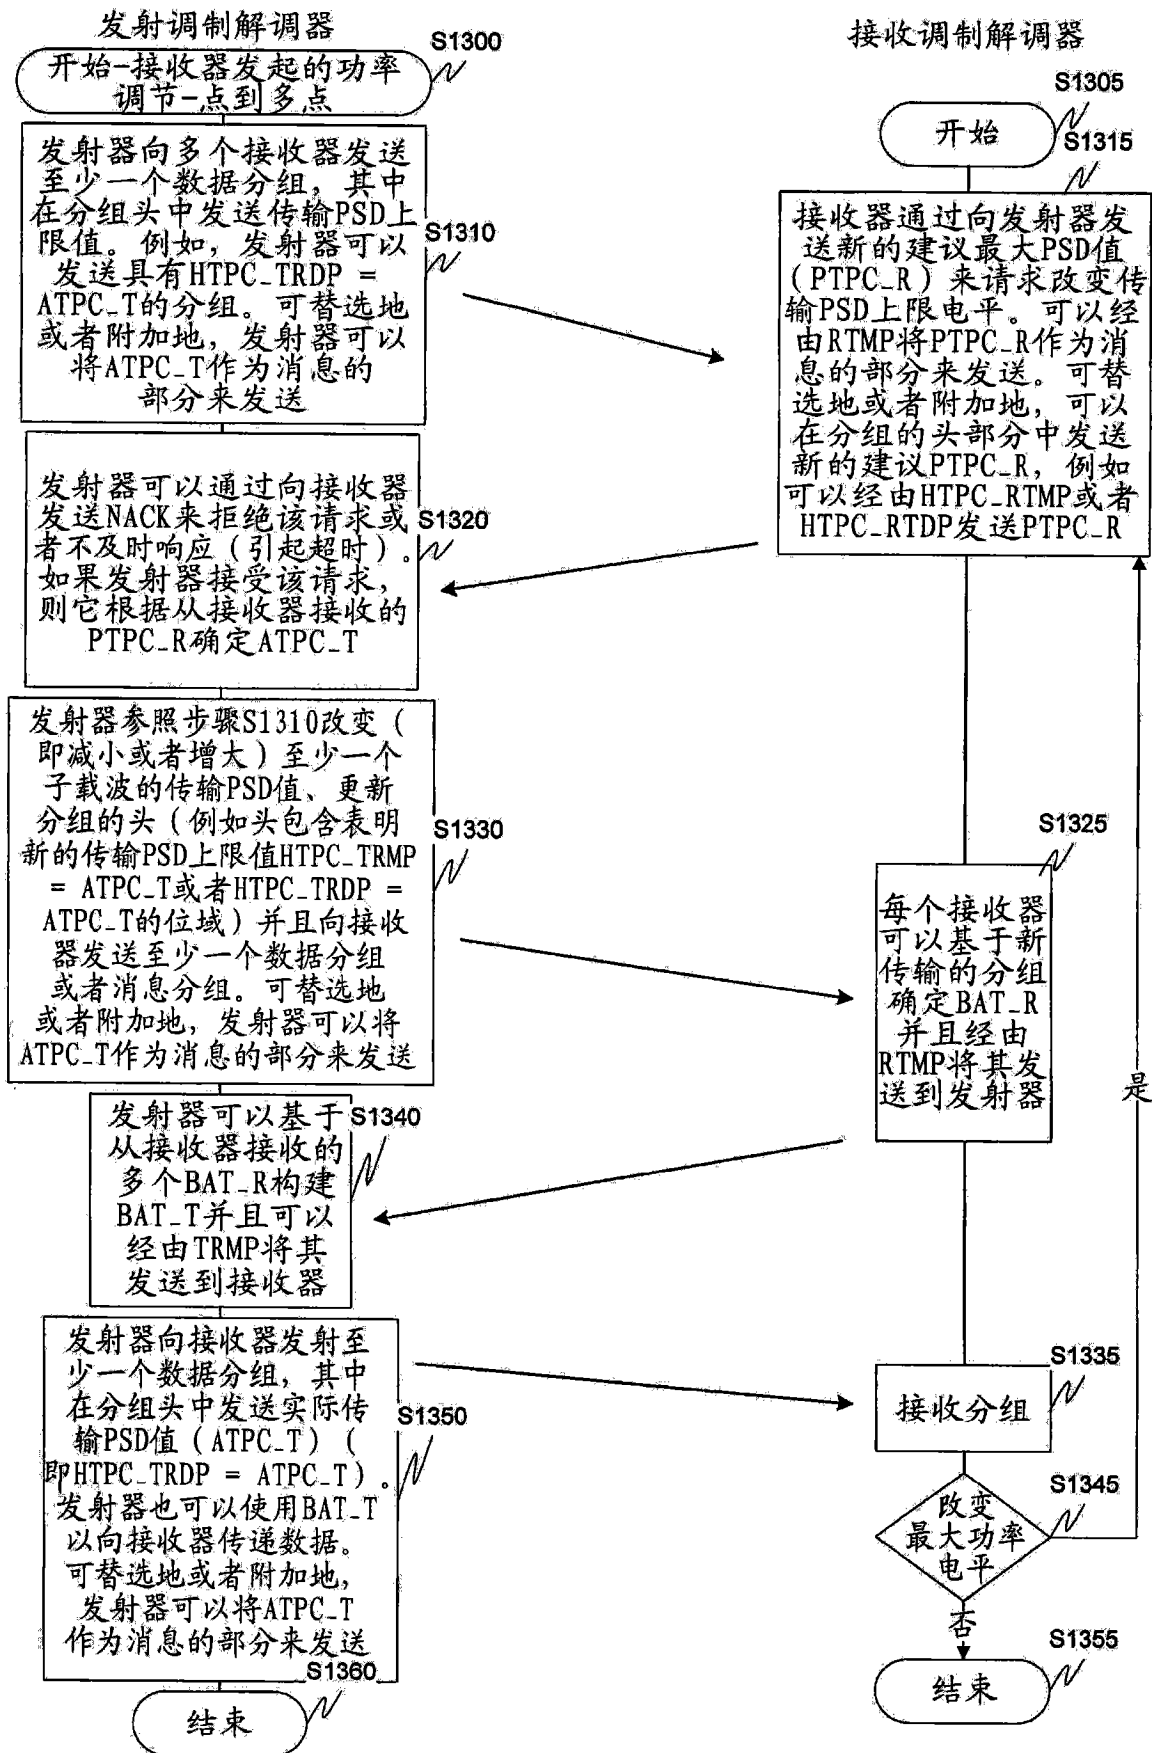 发射调制解调器
S1300
开始-接收器发起的功率
调节-点到多点
发射器向多个接收器发送
至少一个数据分组，其中
在分组头中发送传输PSD上
限值。例如，发射器可以
发送具有HTPC_TRDP =
ATPC_T的分组。可替选地
或者附加地，发射器可以
将ATPC_T作为消息的
部分来发送
S1310
发射器可以通过向接收器
发送NACK来拒绝该请求或
者不及时响应（引起超时）。
如果发射器接受该请求，
则它根据从接收器接收的
PTPC_R确定ATPC_T
S1320
发射器参照步骤S1310改变（
即减小或者增大）至少一个
子载波的传输PSD值、更新
分组的头（例如头包含表明
新的传输PSD上限值HTPC_TRMP
= ATPC_T或者HTPC_TRDP =
ATPC_T的位域）并且向接收
器发送至少一个数据分组
或者消息分组。可替选地
或者附加地，发射器可以将
ATPC_T作为消息的部分来发送
S1330
发射器可以基于
从接收器接收的
多个BAT_R构建
BAT_T并且可以
经由TRMP将其
发送到接收器
S1340
发射器向接收器发射至
少一个数据分组，其中
在分组头中发送实际传
输PSD值（ATPC_T）（
即HTPC_TRDP = ATPC_T）。
发射器也可以使用BAT_T
以向接收器传递数据。
可替选地或者附加地，
发射器可以将ATPC_T
作为消息的部分来发送
S1350
S1360
结束
接收调制解调器
S1305
开始
S1315
接收器通过向发射器发
送新的建议最大PSD值
（PTPC_R）来请求改变传
输PSD上限电平。可以经
由RTMP将PTPC_R作为消
息的部分来发送。可替
选地或者附加地，可以
在分组的头部分中发送
新的建议PTPC_R，例如
可以经由HTPC_RTMP或者
HTPC_RTDP发送PTPC_R
S1325
每个接收器
可以基于新
传输的分组
确定BAT_R
并且经由
RTMP将其发
送到发射器
是
S1335
接收分组
S1345
改变
最大功率
电平
否
S1355
结束